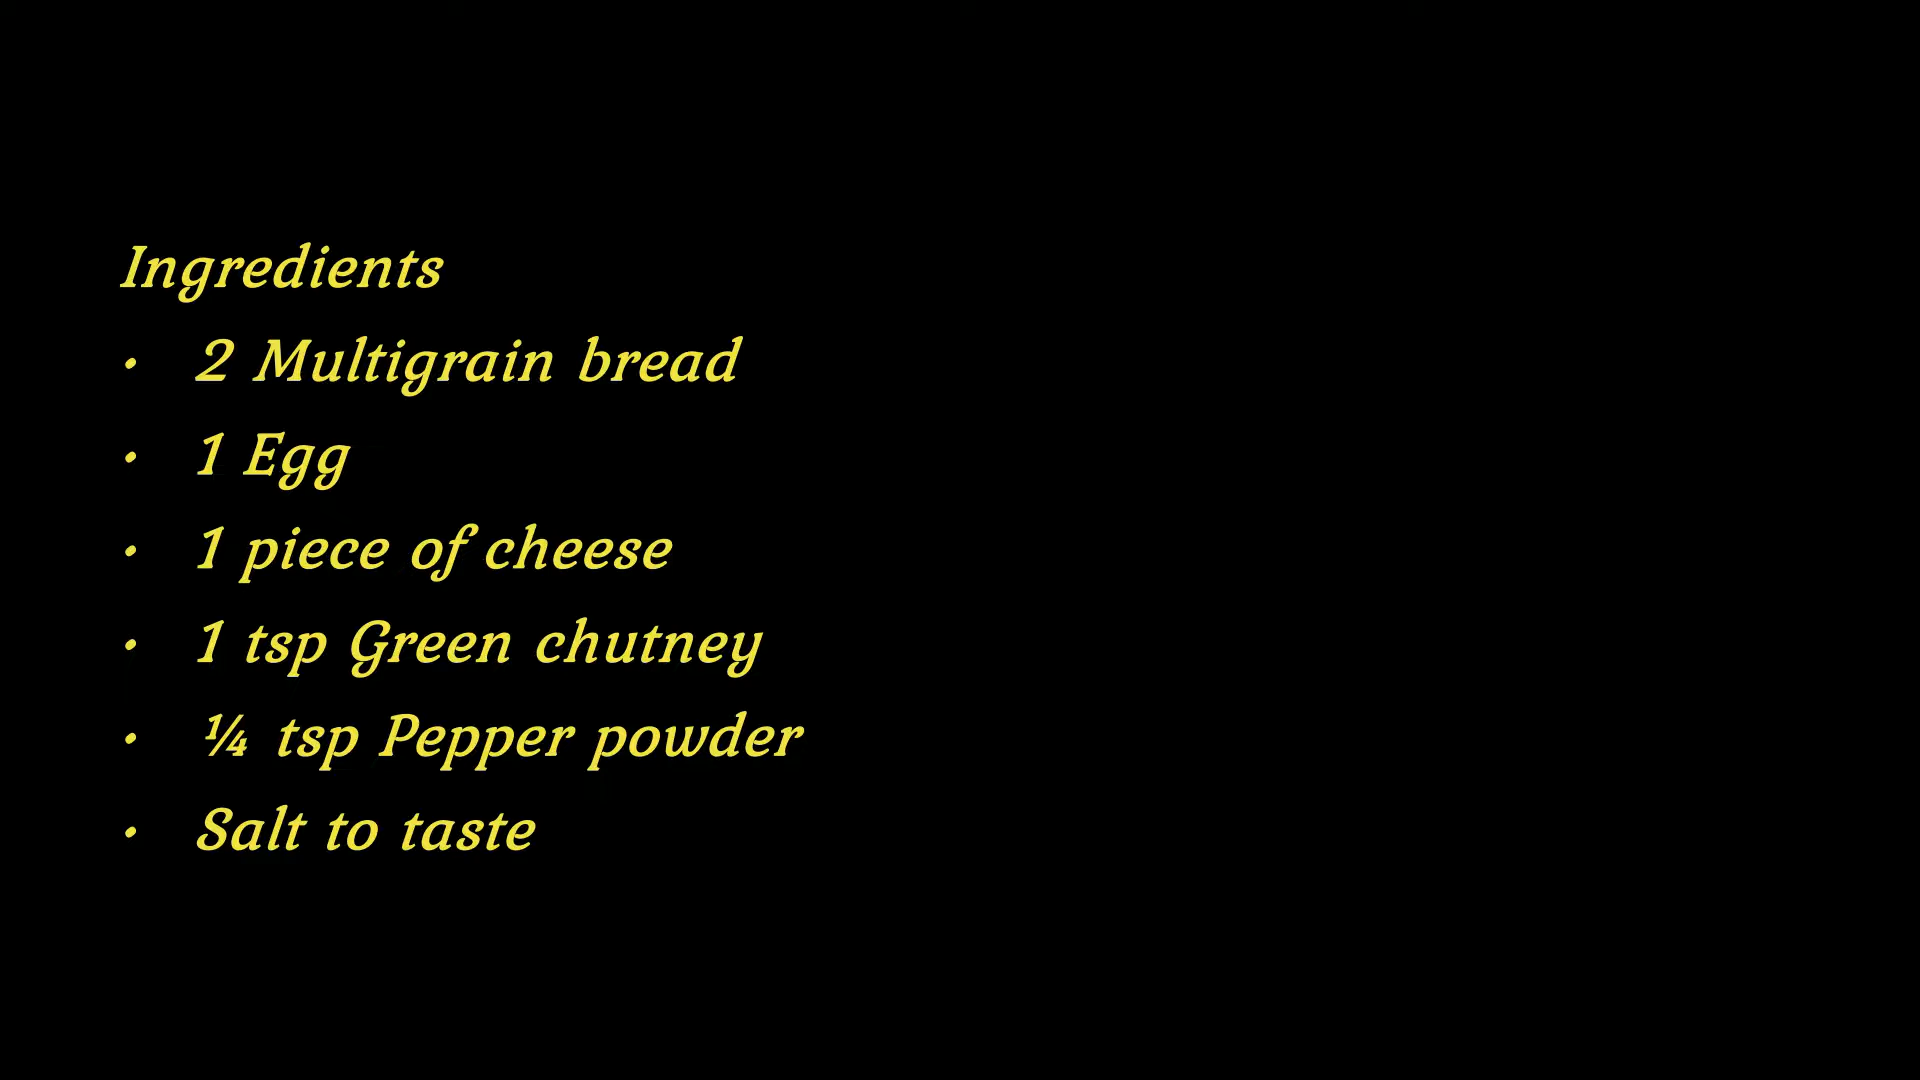 Ingredients
• 2 Multigrain bread
• 1 Egg
• 1 piece of cheese
• 1 tsp Green chutney
• ¼ tsp Pepper powder
• Salt to taste